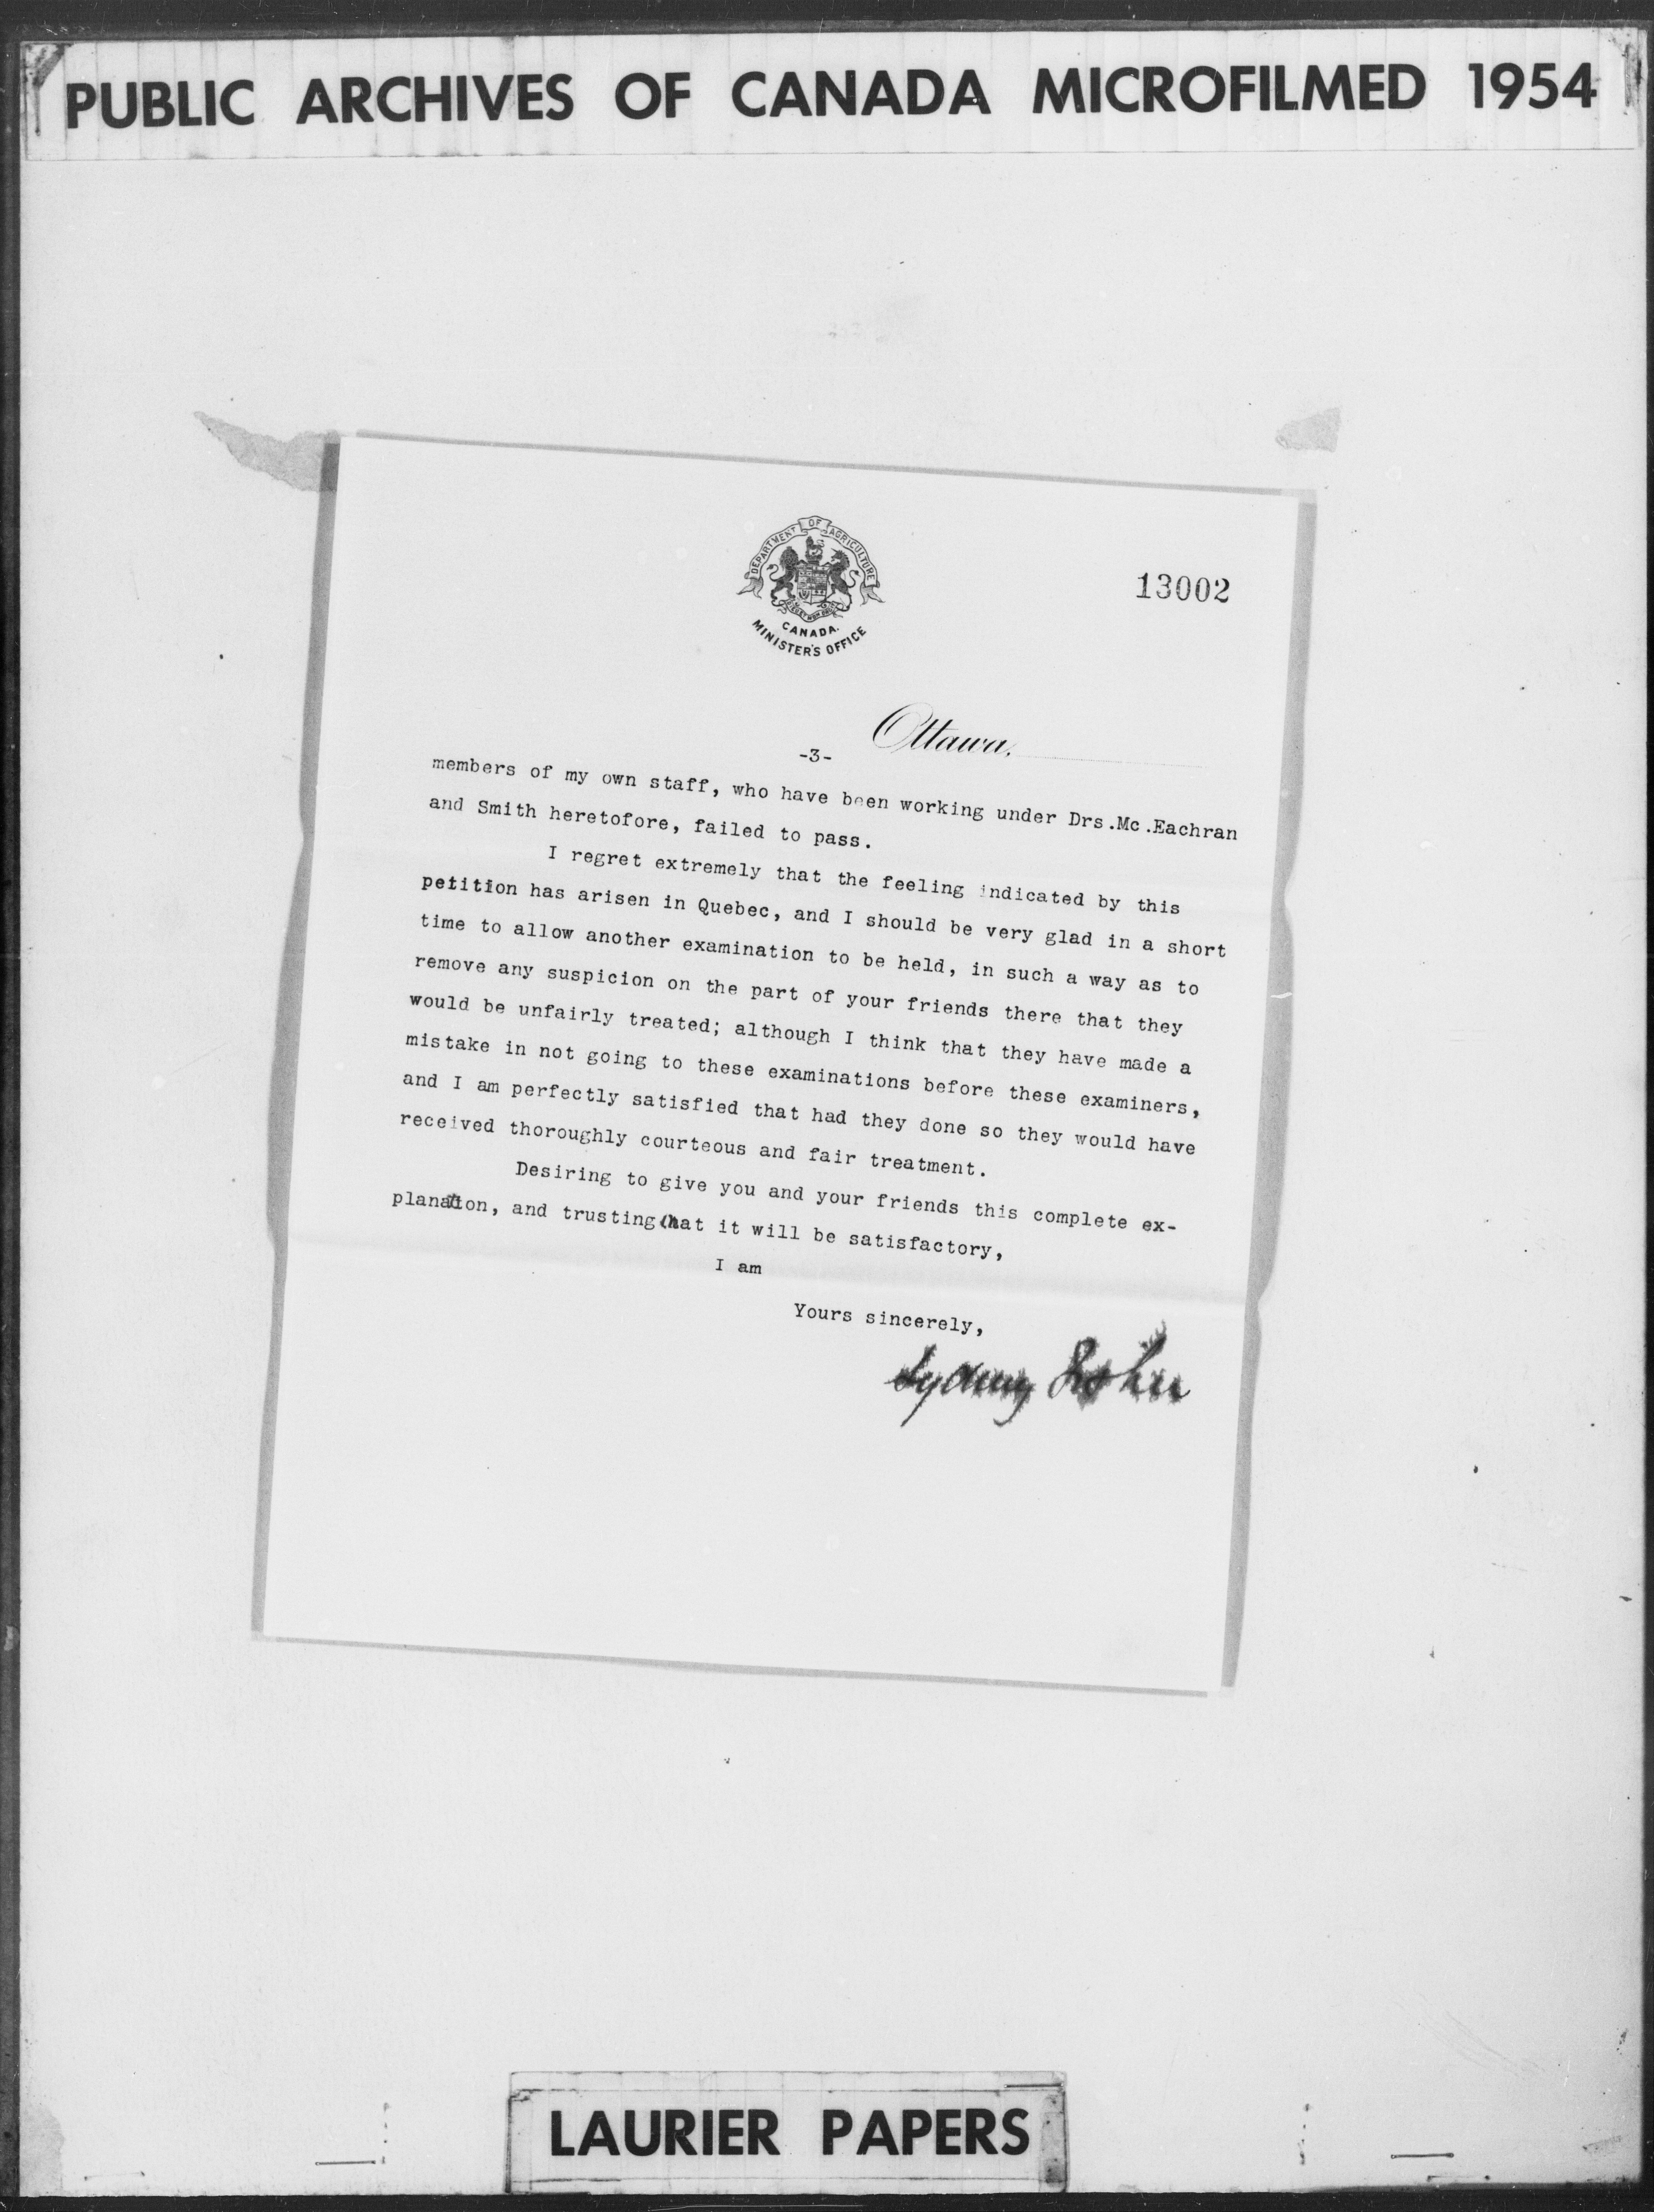 PUBLIC ARCHIVES OF CANADA MICROFILMED 1954
DEPARTMENT OF AGRICULTURE
CANADA.
MINISTER'S OFFICE
13002
Ottawa,
-3-
members of my own staff, who have been working under Drs.Mc.Eachran
and Smith heretofore, failed to pass.
I regret extremely that the feeling indicated by this
petition has arisen in Quebec, and I should be very glad in a short
time to allow another examination to be held, in such a way as to
remove any suspicion on the part of your friends there that they
would be unfairly treated; although I think that they have made a
mistake in not going to these examinations before these examiners,
and I am perfectly satisfied that had they done so they would have
received thoroughly courteous and fair treatment.
Desiring to give you and your friends this complete ex-
planation, and trusting that it will be satisfactory,
I am
Yours sincerely,
Sydney Fisher
LAURIER PAPERS